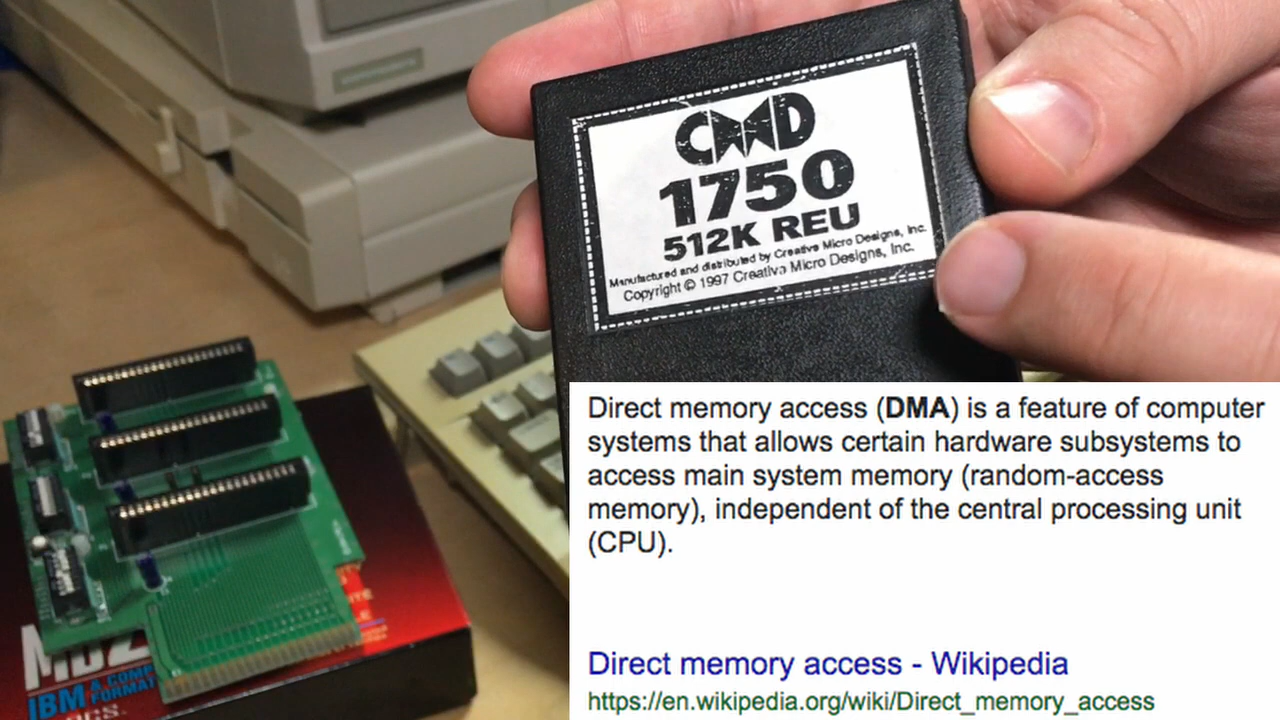 CMD
1750
512K REU
Manufactured and distributed by Creative Micro Designs, Inc.
Copyright © 1997 Creative Micro Designs, Inc.
Direct memory access (DMA) is a feature of computer
systems that allows certain hardware subsystems to
access main system memory (random-access
memory), independent of the central processing unit
(CPU).
Direct memory access - Wikipedia
https://en.wikipedia.org/wiki/Direct_memory_access
IBM & COMP
FORMAT